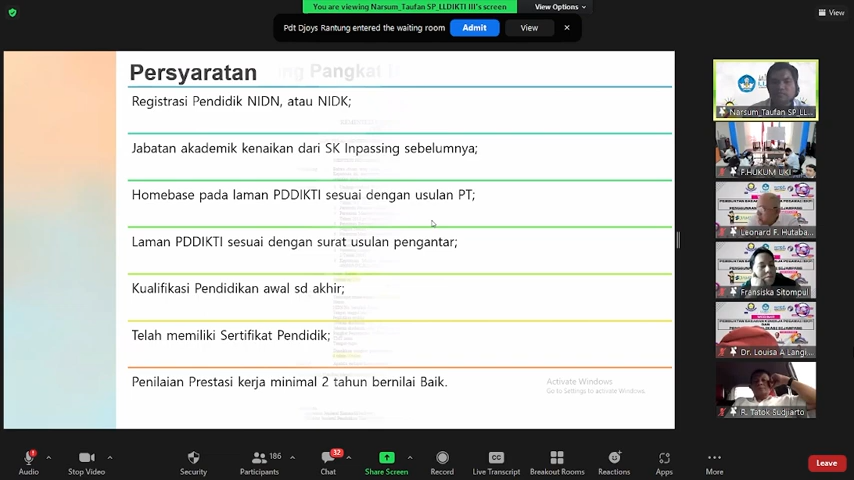 You are viewing Narsum_Taufan SP_LLDIKTI III's screen
View Options
View
Pdt Djoys Rantung entered the waiting room
Admit
View
Persyaratan
Registrasi Pendidik NIDN, atau NIDK;
Jabatan akademik kenaikan dari SK Inpassing sebelumnya;
Homebase pada laman PDDIKTI sesuai dengan usulan PT;
Laman PDDIKTI sesuai dengan surat usulan pengantar;
Kualifikasi Pendidikan awal sd akhir;
Telah memiliki Sertifikat Pendidik;
Penilaian Prestasi kerja minimal 2 tahun bernilai Baik.
Activate Windows
Go to Settings to activate Windows.
Narsum_Taufan SP_LL...
F.HUKUM UKI
Leonard F. Hutaba...
Fransiska Sitompul
Dr. Louisa A Langi...
R. Tatok Sudjiarto
Audio
Stop Video
Security
186
Participants
32
Chat
Share Screen
Record
CC
Live Transcript
Breakout Rooms
Reactions
Apps
More
Leave